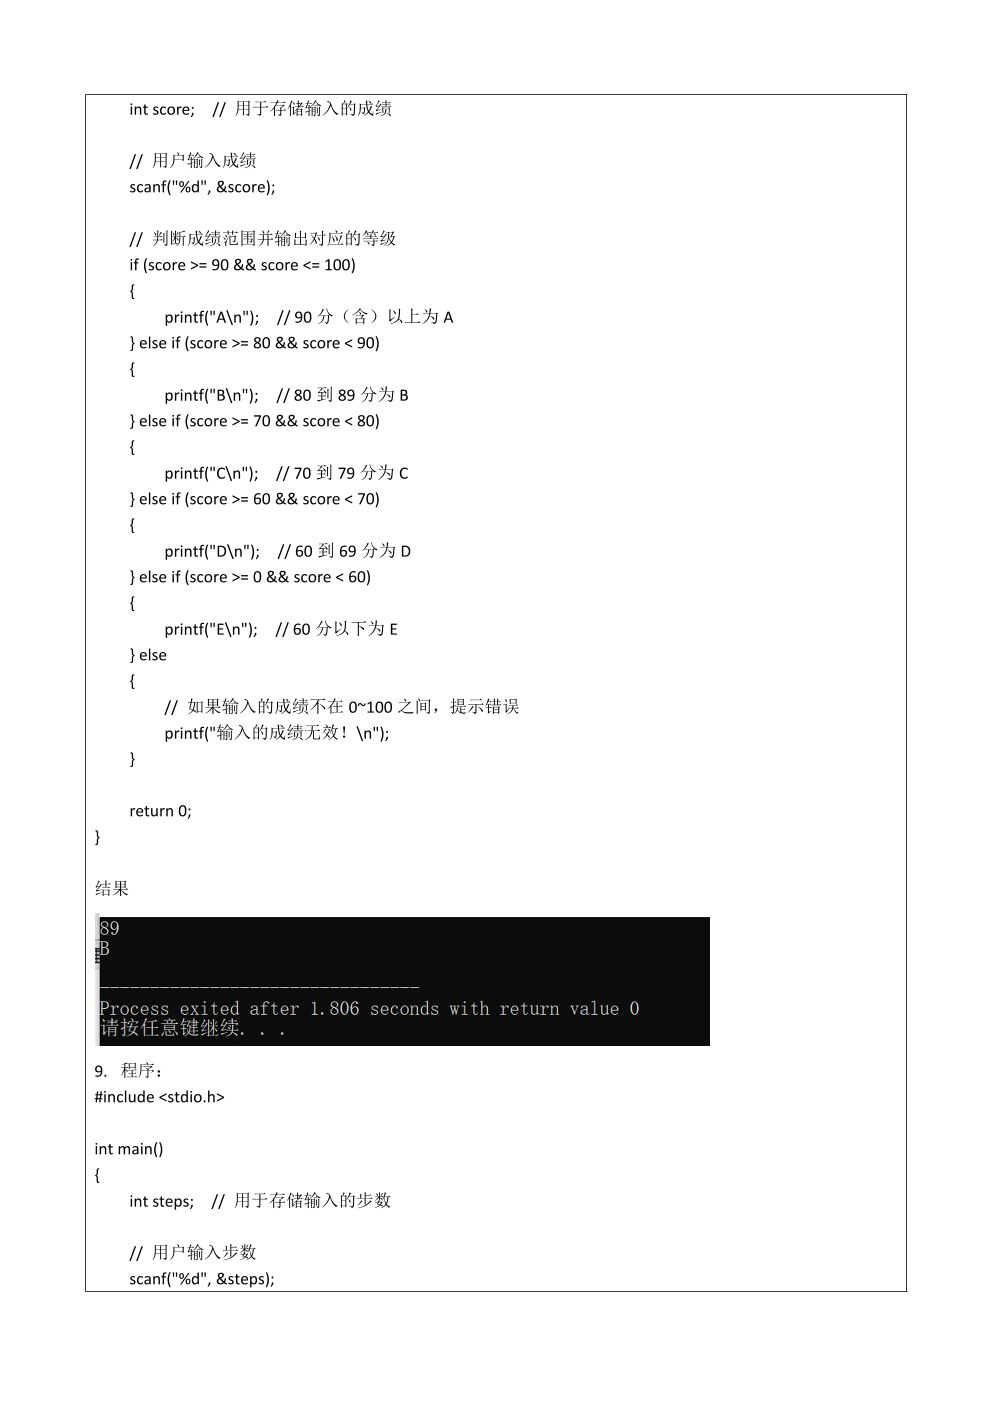 int score;    //  用于存储输入的成绩
//  用户输入成绩
scanf("%d", &score);
//  判断成绩范围并输出对应的等级
if (score >= 90 && score <= 100)
{
printf("A\n");    // 90 分（含）以上为 A
} else if (score >= 80 && score < 90)
{
printf("B\n");    // 80 到 89 分为 B
} else if (score >= 70 && score < 80)
{
printf("C\n");    // 70 到 79 分为 C
} else if (score >= 60 && score < 70)
{
printf("D\n");    // 60 到 69 分为 D
} else if (score >= 0 && score < 60)
{
printf("E\n");    // 60 分以下为 E
} else
{
//  如果输入的成绩不在 0~100 之间，提示错误
printf("输入的成绩无效！\n");
}
return 0;
}
结果
89
B
--------------------------------
Process exited after 1.806 seconds with return value 0
请按任意键继续. . .
9.  程序：
#include <stdio.h>
int main()
{
int steps;    //  用于存储输入的步数
//  用户输入步数
scanf("%d", &steps);